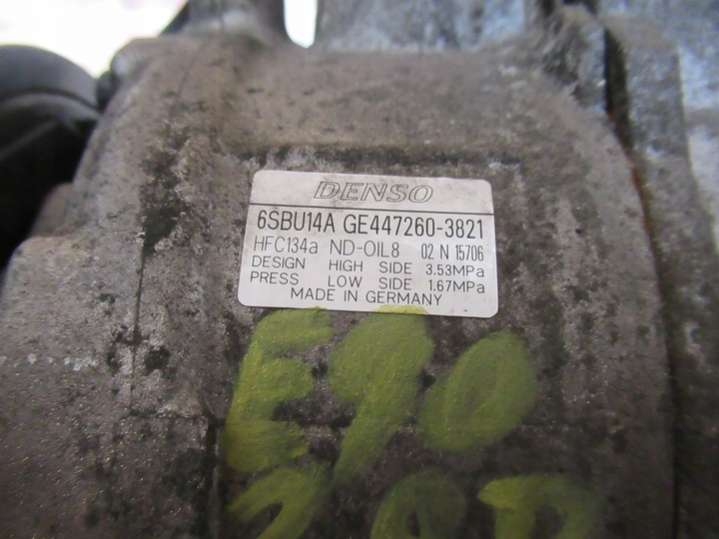 DENSO
6SBU14A GE447260-3821
HFC134a ND-OIL8 02 N 15706
DESIGN HIGH SIDE 3.53MPa
PRESS LOW SIDE 1.67MPa
MADE IN GERMANY
E90